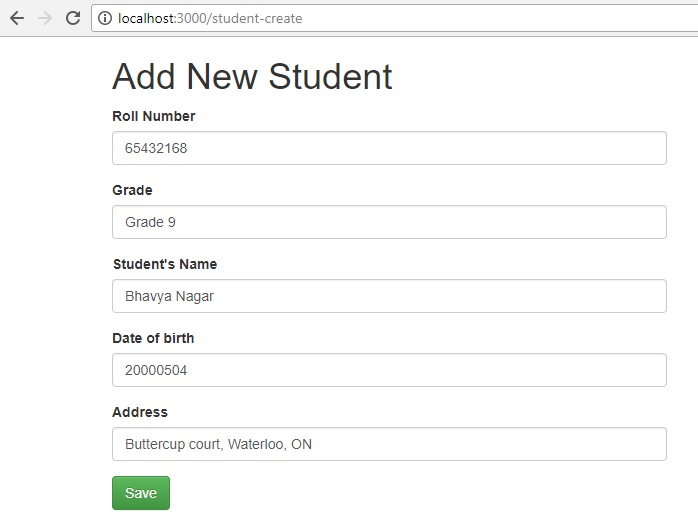 localhost:3000/student-create
Add New Student
Roll Number
65432168
Grade
Grade 9
Student's Name
Bhavya Nagar
Date of birth
20000504
Address
Buttercup court, Waterloo, ON
Save